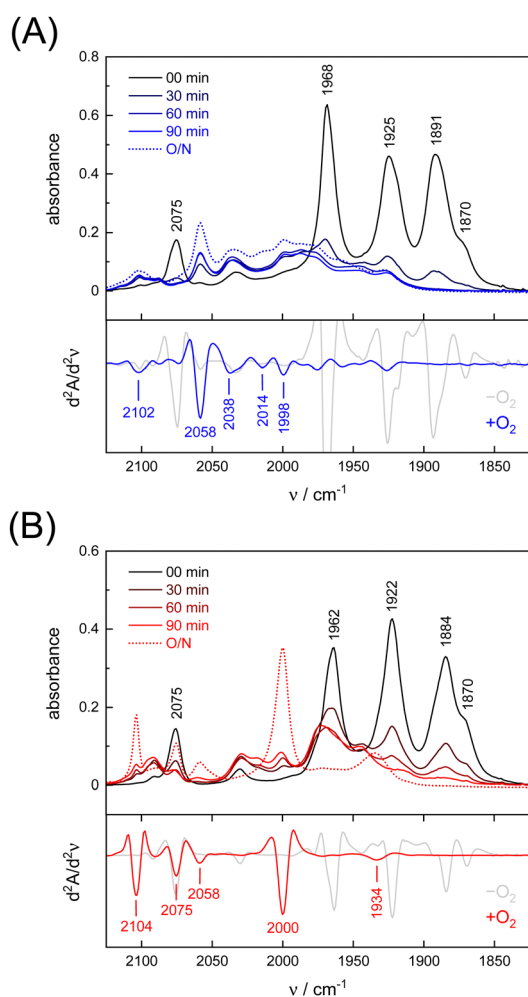 (A)
0.8
0.6
0.4
0.2
0
absorbance
00 min
30 min
60 min
90 min
O/N
2075
1968
1925
1891
1870
d²A/d²ν
2102
2058
2038
2014
1998
−O₂
+O₂
2100 2050 2000 1950 1900 1850
ν / cm⁻¹
(B)
0.6
0.4
0.2
0
absorbance
00 min
30 min
60 min
90 min
O/N
2075
1962
1922
1884
1870
d²A/d²ν
2104
2075
2058
2000
1934
−O₂
+O₂
2100 2050 2000 1950 1900 1850
ν / cm⁻¹